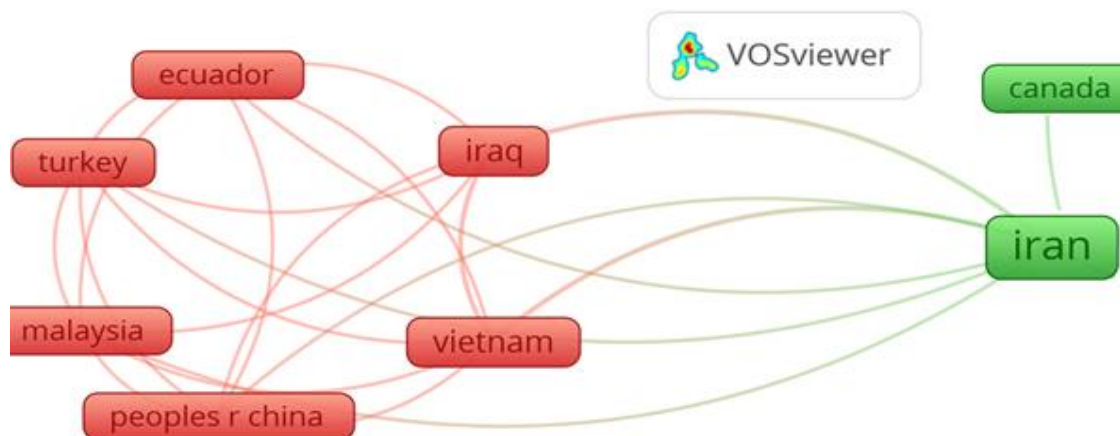 VOSviewer
ecuador
canada
turkey
iraq
iran
malaysia
vietnam
peoples r china